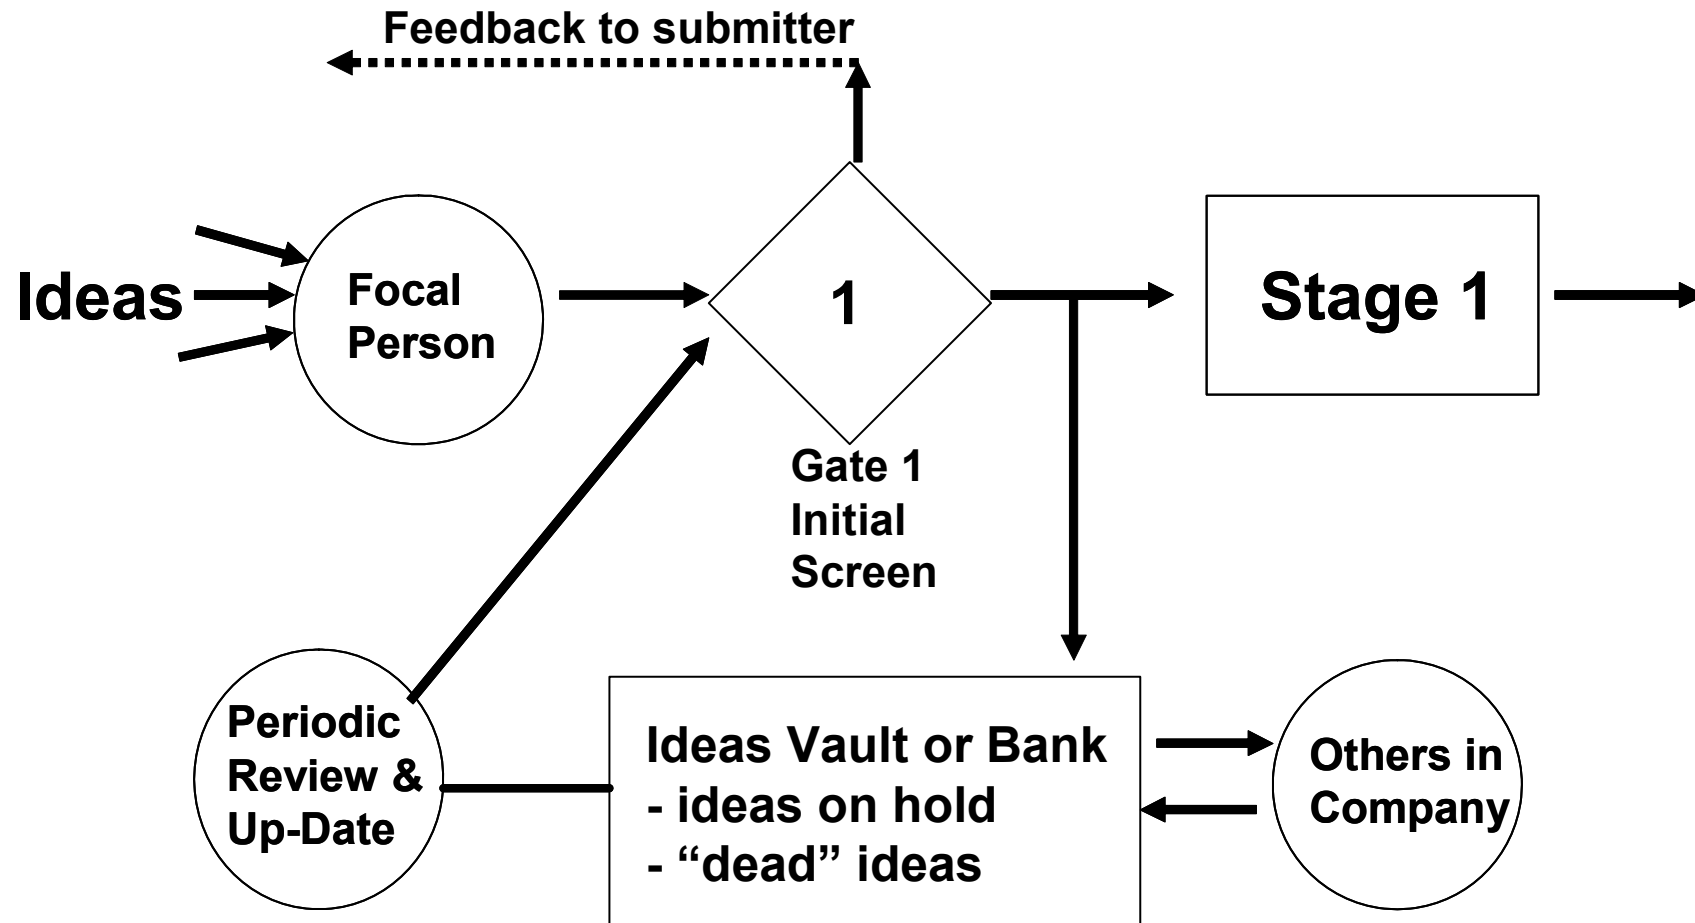 Feedback to submitter
Ideas
Focal
Person
1
Stage 1
Gate 1
Initial
Screen
Periodic
Review &
Up-Date
Ideas Vault or Bank
- ideas on hold
- “dead” ideas
Others in
Company